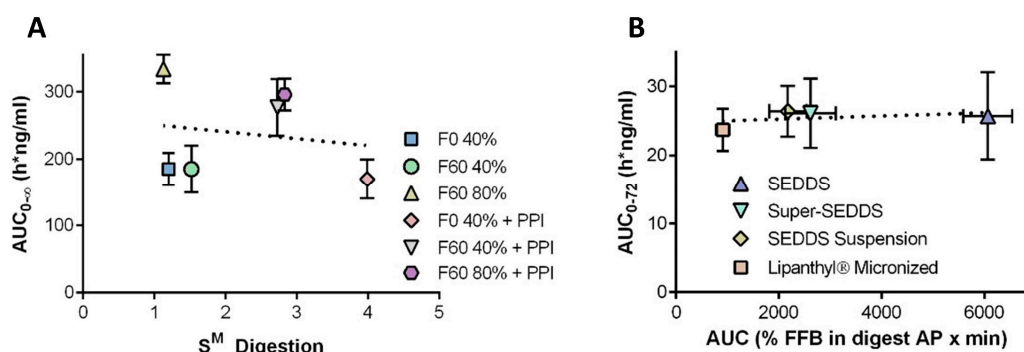 A
AUC0-∞ (h*ng/ml)
300
200
100
0
0 1 2 3 4 5
S^M Digestion
F0 40%
F60 40%
F60 80%
F0 40% + PPI
F60 40% + PPI
F60 80% + PPI
B
AUC0-72 (h*ng/ml)
30
20
10
0
0 2000 4000 6000
AUC (% FFB in digest AP x min)
SEDDS
Super-SEDDS
SEDDS Suspension
Lipanthyl® Micronized